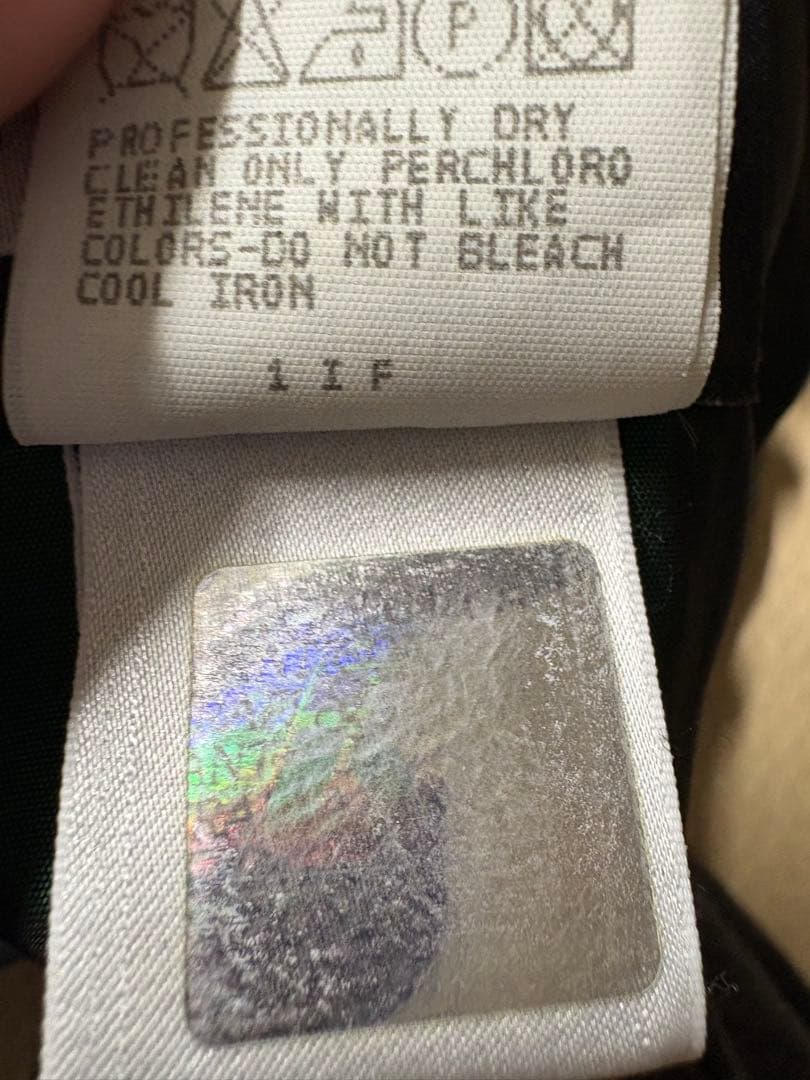 P
PROFESSIONALLY DRY
CLEAN ONLY PERCHLORO
ETHILENE WITH LIKE
COLORS-DO NOT BLEACH
COOL IRON
1 I F